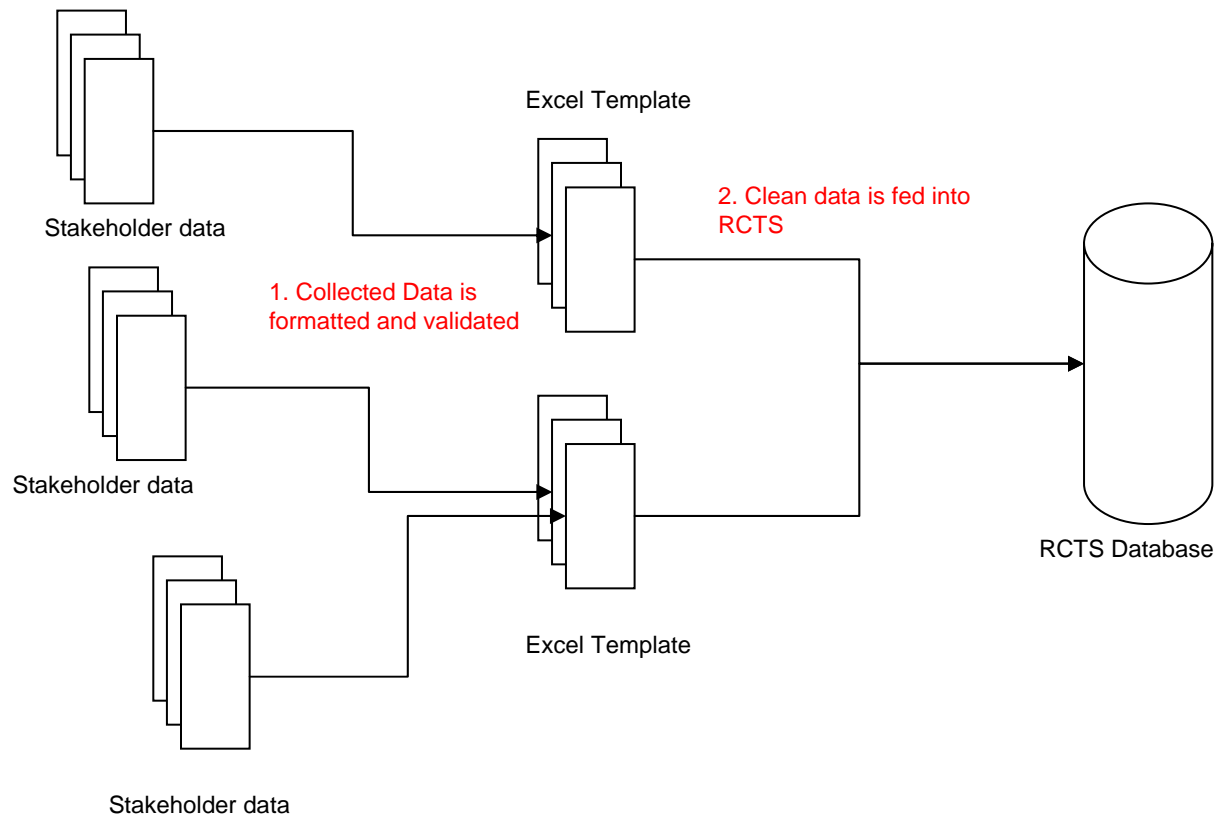 Excel Template
2. Clean data is fed into
RCTS
Stakeholder data
1. Collected Data is
formatted and validated
Stakeholder data
RCTS Database
Excel Template
Stakeholder data